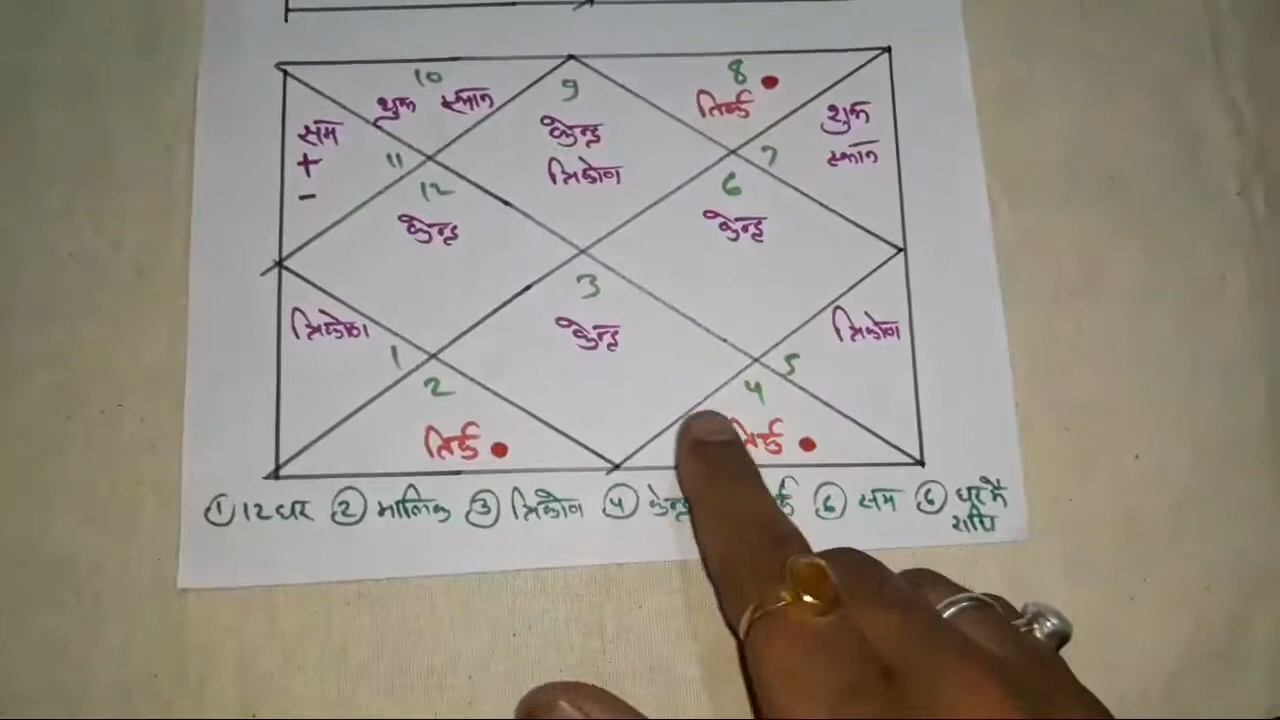 10
शुभ स्थान
9
केन्द्र
त्रिकोण
8
तिर्क
शुभ
स्थान
7
सम
+
-
11
12
केन्द्र
6
केन्द्र
3
केन्द्र
त्रिकोण
1
2
तिर्क
त्रिकोण
5
4
① 12 घर ② मालिक ③ त्रिकोण ④ केन्द्र ⑥ सम ⑥ घर में
राशि